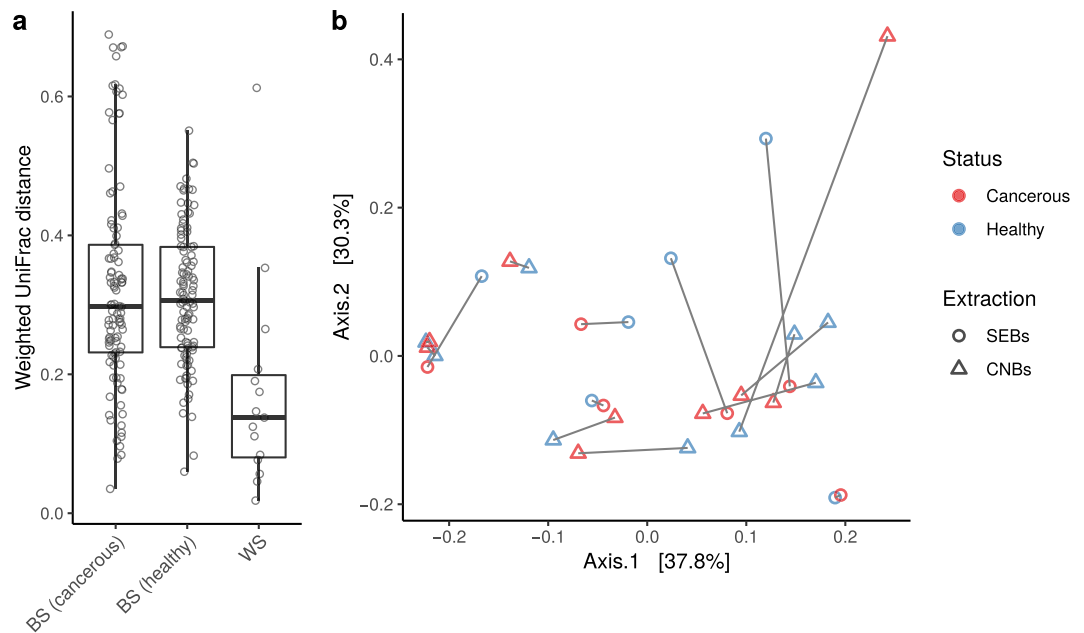 a
Weighted UniFrac distance
0.6
0.4
0.2
0.0
BS (cancerous)
BS (healthy)
WS
b
Axis.2 [30.3%]
0.4
0.2
0.0
−0.2
−0.2
−0.1
0.0
0.1
0.2
Axis.1 [37.8%]
Status
Cancerous
Healthy
Extraction
SEBs
CNBs